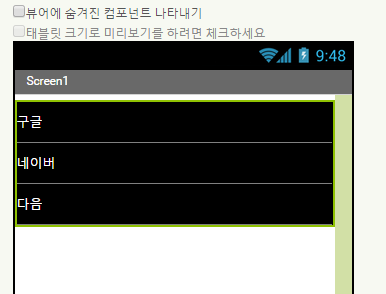 뷰어에 숨겨진 컴포넌트 나타내기
태블릿 크기로 미리보기를 하려면 체크하세요
9:48
Screen1
구글
네이버
다음